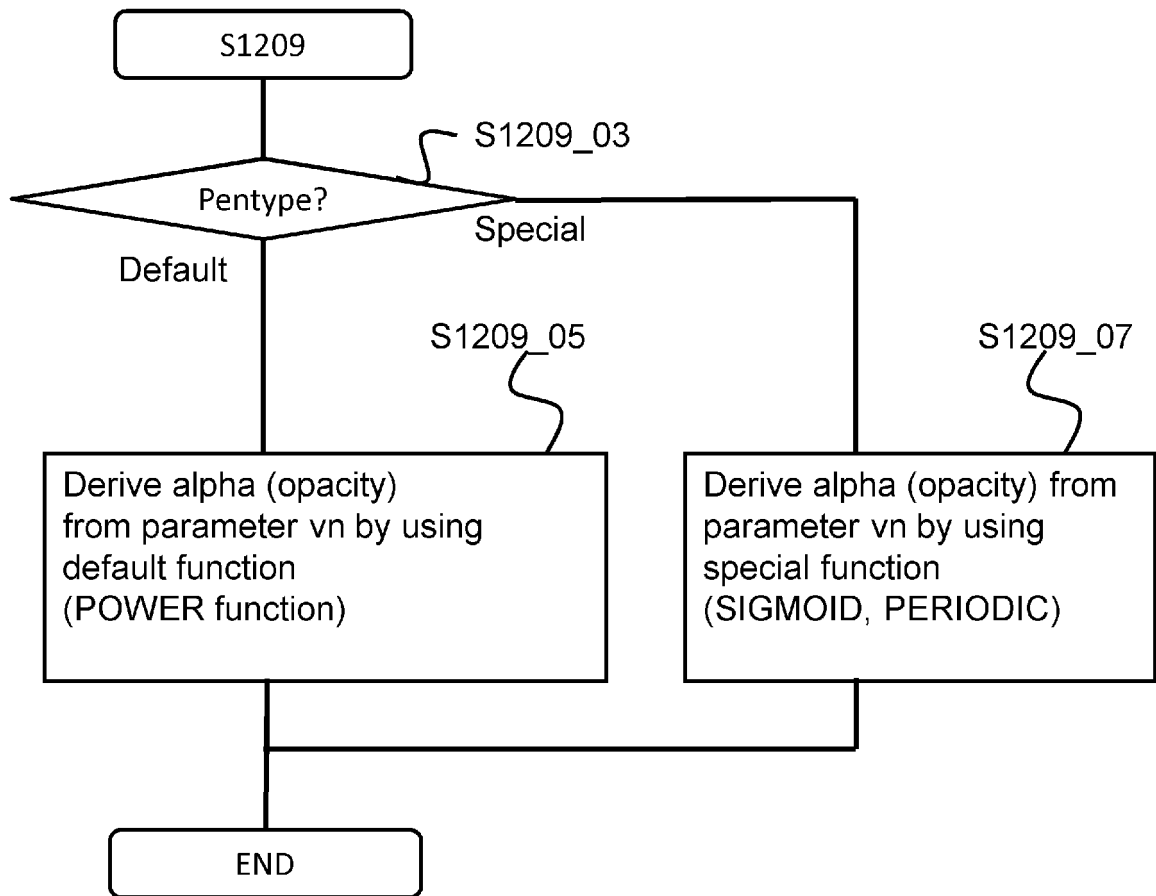 S1209
S1209_03
Pentype?
Special
Default
S1209_05
S1209_07
Derive alpha (opacity)
from parameter vn by using
default function
(POWER function)
Derive alpha (opacity) from
parameter vn by using
special function
(SIGMOID, PERIODIC)
END